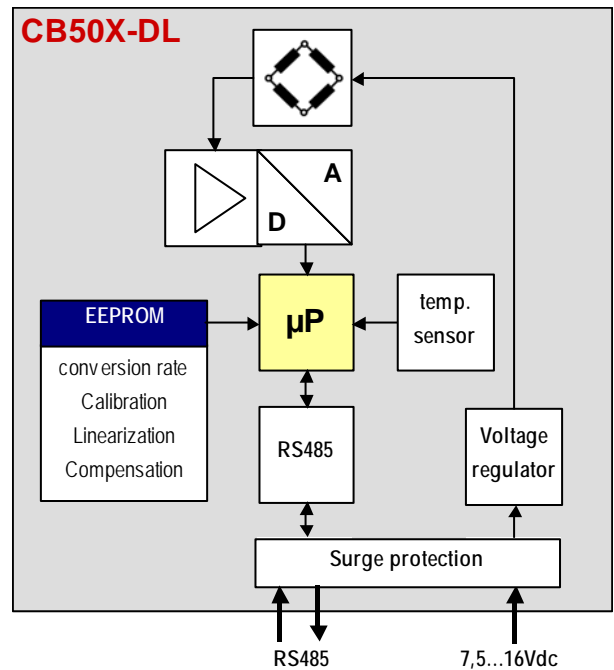 CB50X-DL
A
D
EEPROM
conversion rate
Calibration
Linearization
Compensation
µP
temp.
sensor
RS485
Voltage
regulator
Surge protection
RS485
7,5...16Vdc